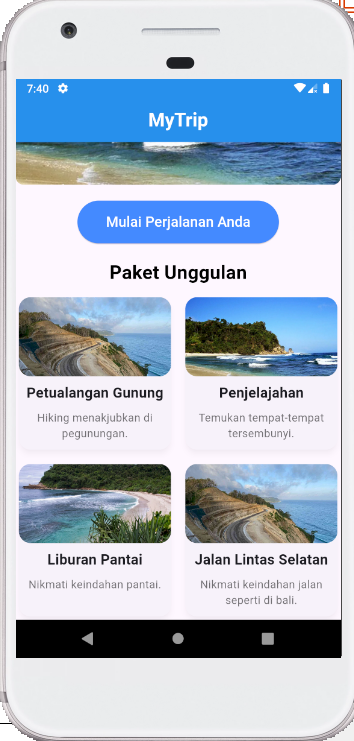 7:40
MyTrip
Mulai Perjalanan Anda
Paket Unggulan
Petualangan Gunung
Hiking menakjubkan di
pegunungan.
Penjelajahan
Temukan tempat-tempat
tersembunyi.
Liburan Pantai
Nikmati keindahan pantai.
Jalan Lintas Selatan
Nikmati keindahan jalan
seperti di bali.